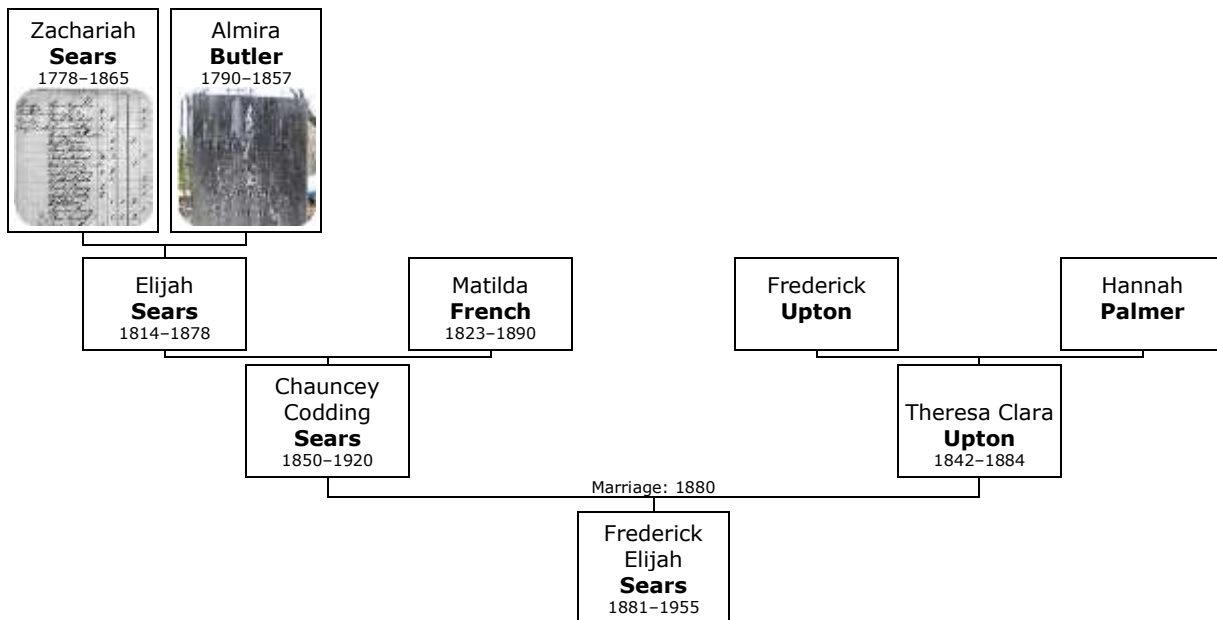 Zachariah
Sears
1778–1865
Almira
Butler
1790–1857
Elijah
Sears
1814–1878
Matilda
French
1823–1890
Frederick
Upton
Hannah
Palmer
Chauncey
Codding
Sears
1850–1920
Theresa Clara
Upton
1842–1884
Marriage: 1880
Frederick
Elijah
Sears
1881–1955